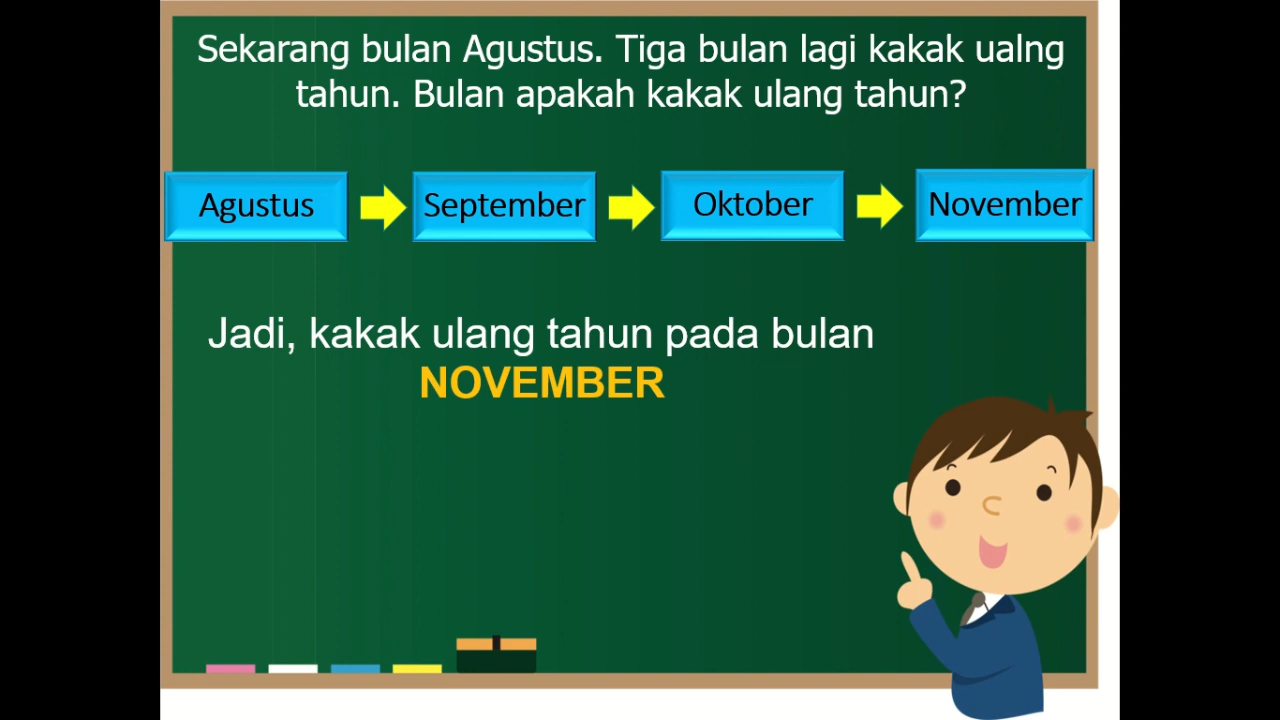 Sekarang bulan Agustus. Tiga bulan lagi kakak ualng
tahun. Bulan apakah kakak ulang tahun?
Agustus September Oktober November
Jadi, kakak ulang tahun pada bulan
NOVEMBER